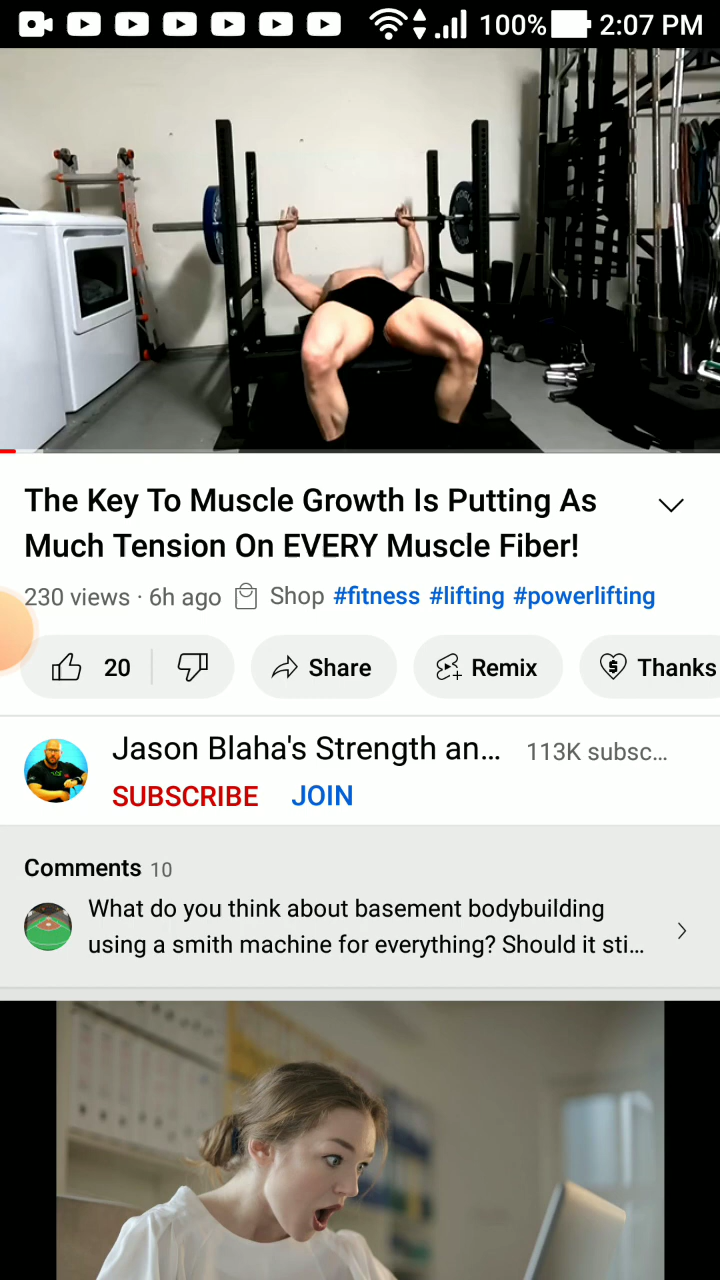 100% 2:07 PM
The Key To Muscle Growth Is Putting As
Much Tension On EVERY Muscle Fiber!
230 views · 6h ago Shop #fitness #lifting #powerlifting
20 Share Remix Thanks
Jason Blaha's Strength an... 113K subsc...
SUBSCRIBE JOIN
Comments 10
What do you think about basement bodybuilding
using a smith machine for everything? Should it sti...